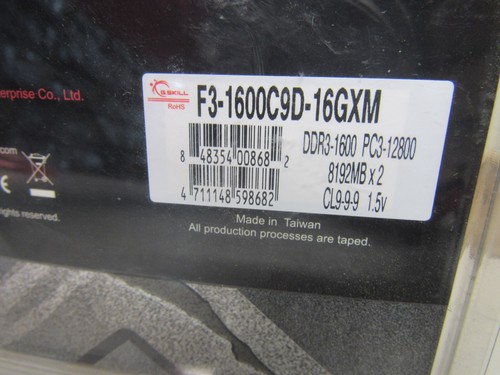 G.SKILL
RoHS
F3-1600C9D-16GXM
8 48354 00868 2
4 711148 598682
DDR3-1600 PC3-12800
8192MB x 2
CL9-9-9 1.5v
Made in Taiwan
All production processes are taped.
erprise Co., Ltd.
.com
ghts reserved.